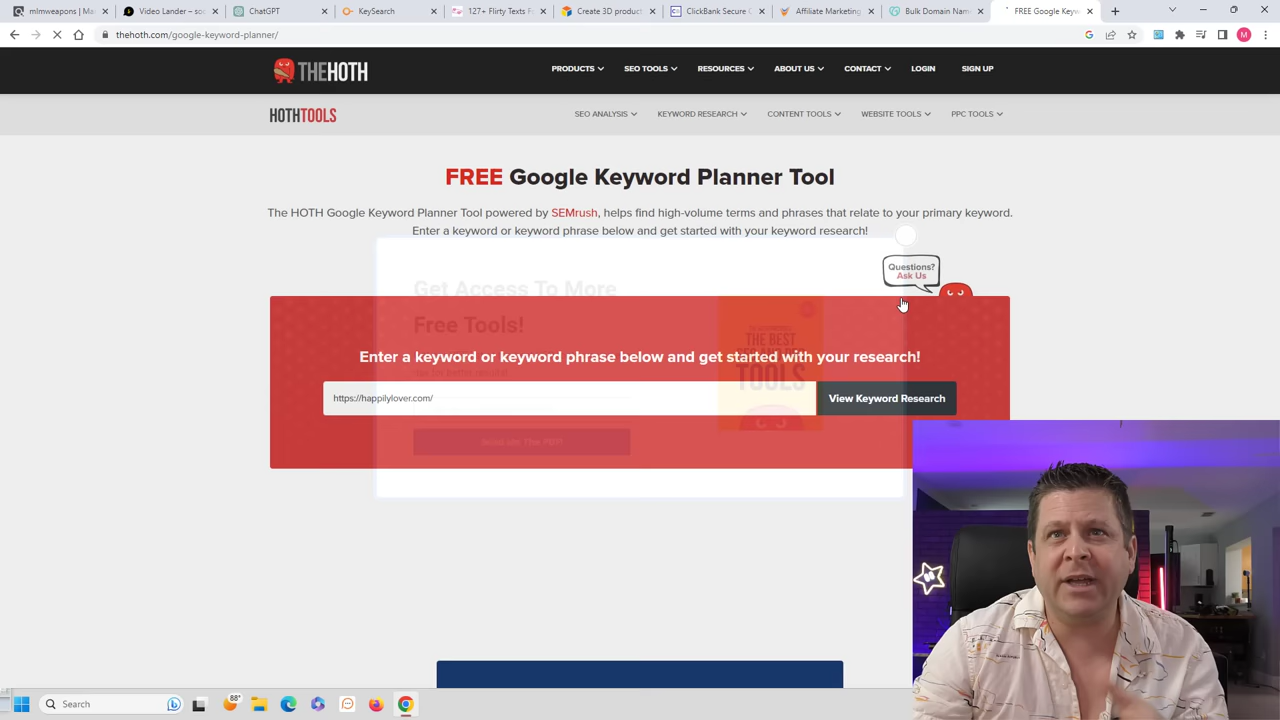 mlmweapons | Ma
Video Lander – so
ChatGPT
KeySearch
127+ Flirty Texts F
Create 3D produc
ClickBank Secure
Affiliate Marketing
Bulk Domain Nam
FREE Google Keyw
thehoth.com/google-keyword-planner/
M
THEHOTH
PRODUCTS
SEO TOOLS
RESOURCES
ABOUT US
CONTACT
LOGIN
SIGN UP
HOTHTOOLS
SEO ANALYSIS
KEYWORD RESEARCH
CONTENT TOOLS
WEBSITE TOOLS
PPC TOOLS
FREE Google Keyword Planner Tool
The HOTH Google Keyword Planner Tool powered by SEMrush, helps find high-volume terms and phrases that relate to your primary keyword.
Enter a keyword or keyword phrase below and get started with your keyword research!
Questions?
Ask Us
Get Access To More
Free Tools!
THE BEST
TOOLS
Enter a keyword or keyword phrase below and get started with your research!
https://happilylover.com/
View Keyword Research
Search
88°